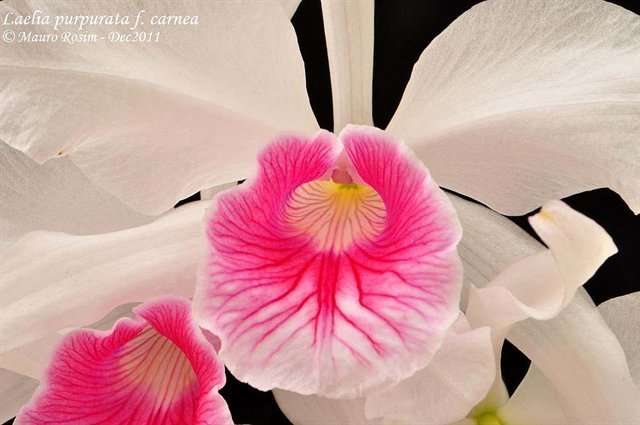 Laelia purpurata f. carnea
© Mauro Rosim - Dec2011